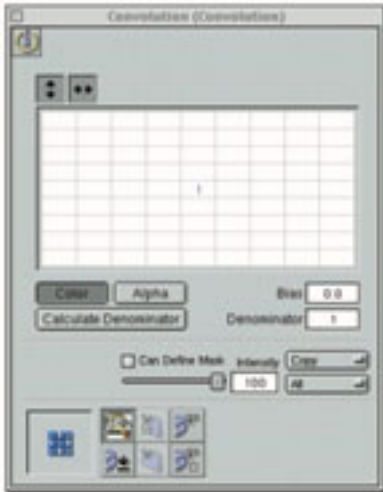 Convolution (Convolution)
1
Color
Alpha
Bias
0.0
Calculate Denominator
Denominator
1
Can Define Mask
Intensity
Copy
100
All